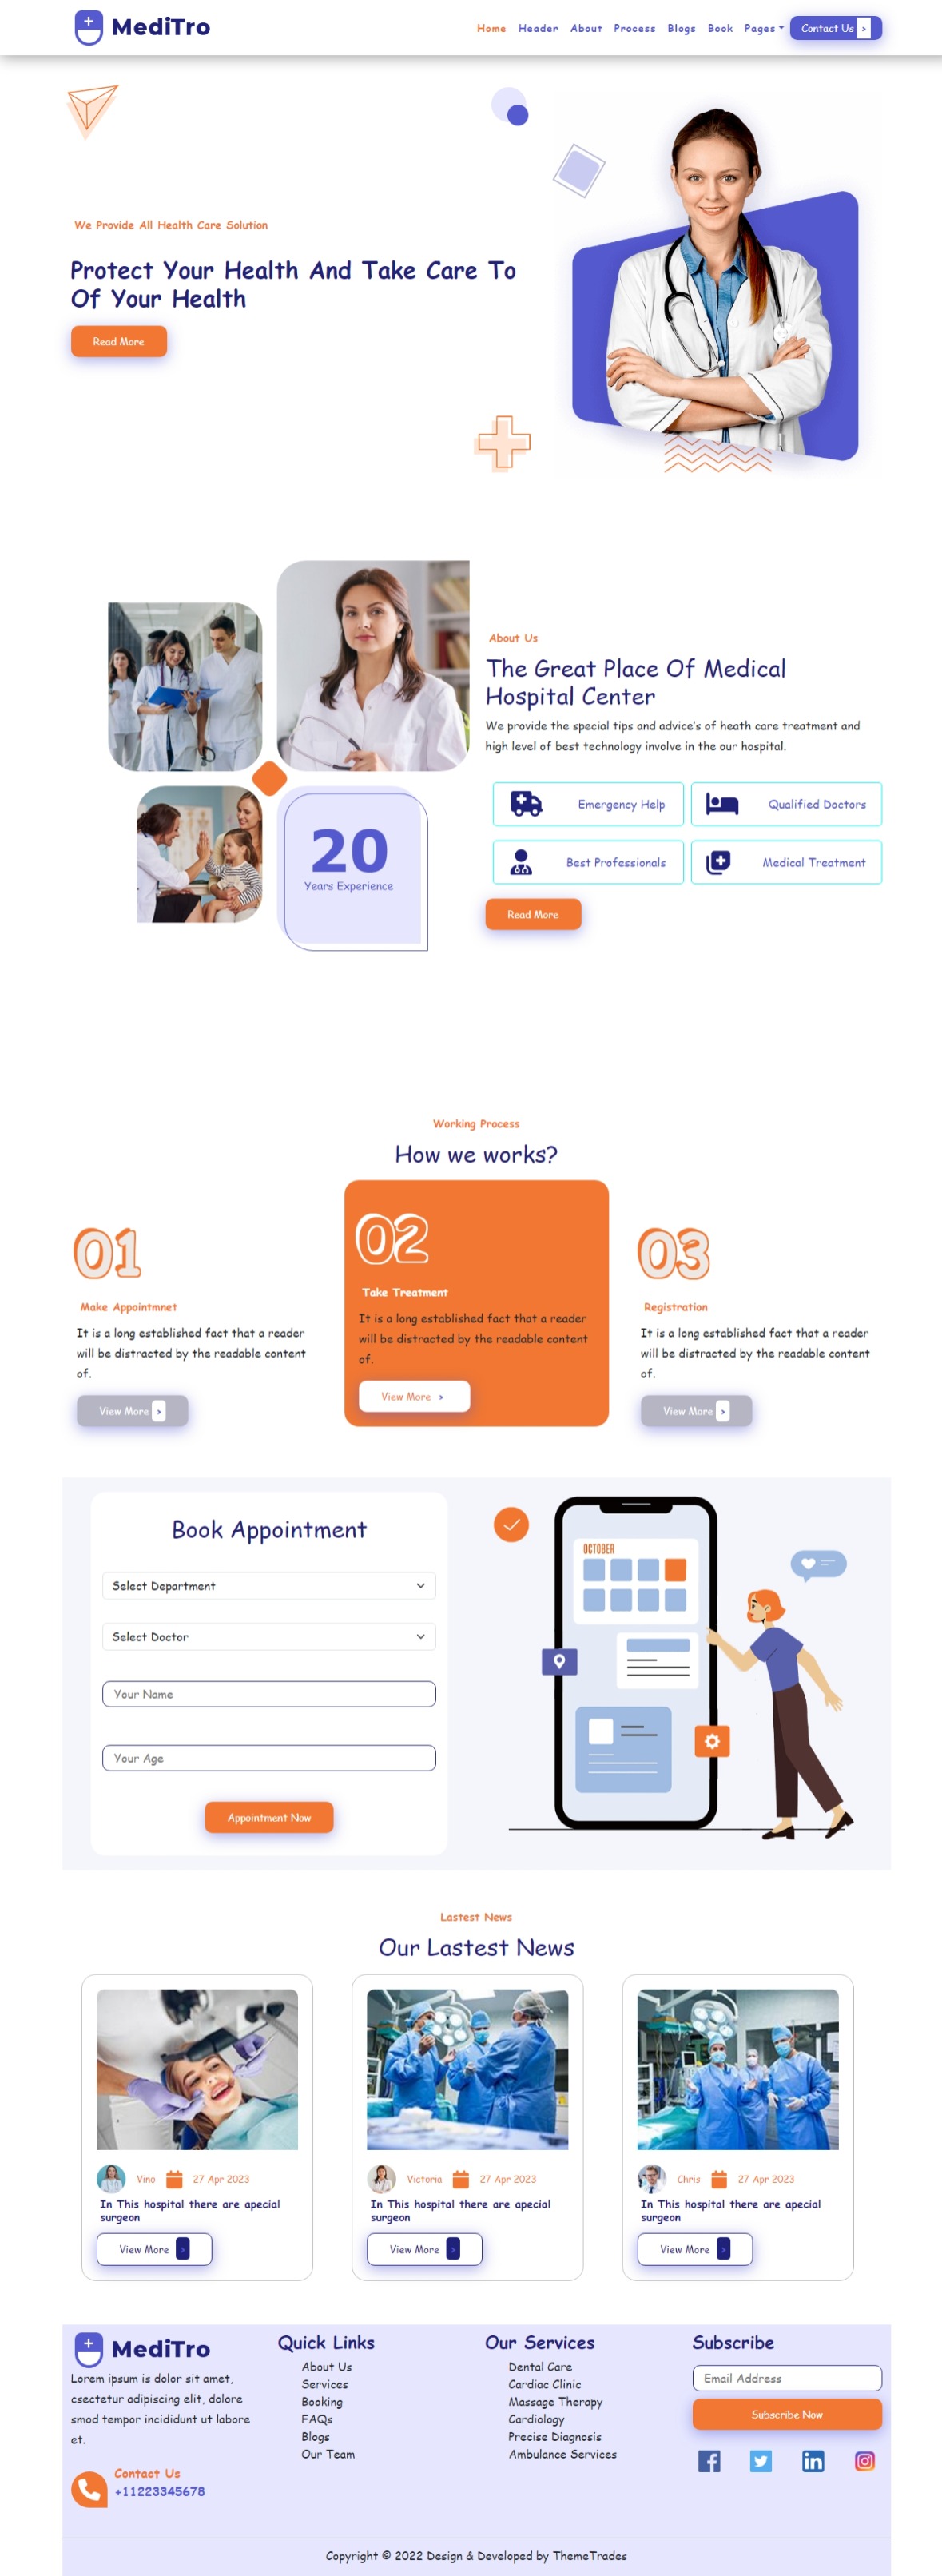 MediTro
Home Header About Process Blogs Book Pages Contact Us >
We Provide All Health Care Solution
Protect Your Health And Take Care To
Of Your Health
Read More
About Us
The Great Place Of Medical
Hospital Center
We provide the special tips and advice's of heath care treatment and
high level of best technology involve in the our hospital.
20
Years Experience
Emergency Help
Qualified Doctors
Best Professionals
Medical Treatment
Read More
Working Process
How we works?
01
Make Appointmnet
It is a long established fact that a reader
will be distracted by the readable content
of.
View More >
02
Take Treatment
It is a long established fact that a reader
will be distracted by the readable content
of.
View More >
03
Registration
It is a long established fact that a reader
will be distracted by the readable content
of.
View More >
Book Appointment
Select Department
Select Doctor
Your Name
Your Age
Appointment Now
OCTOBER
Lastest News
Our Lastest News
Vino 27 Apr 2023
In This hospital there are apecial
surgeon
View More >
Victoria 27 Apr 2023
In This hospital there are apecial
surgeon
View More >
Chris 27 Apr 2023
In This hospital there are apecial
surgeon
View More >
MediTro
Lorem ipsum is dolor sit amet,
csectetur adipiscing elit, dolore
smod tempor incididunt ut labore
et.
Contact Us
+11223345678
Quick Links
About Us
Services
Booking
FAQs
Blogs
Our Team
Our Services
Dental Care
Cardiac Clinic
Massage Therapy
Cardiology
Precise Diagnosis
Ambulance Services
Subscribe
Email Address
Subscribe Now
Copyright © 2022 Design & Developed by ThemeTrades